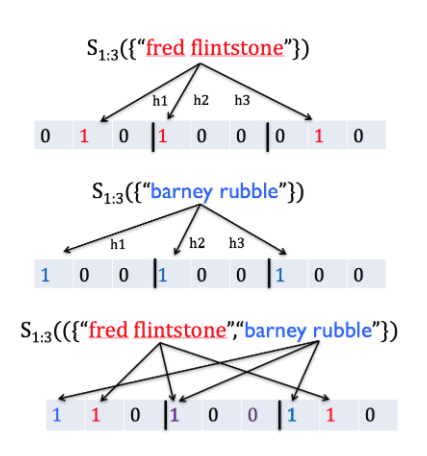 S1:3({“fred flintstone”})
h1 h2 h3
0 1 0 1 0 0 0 1 0
S1:3({“barney rubble”})
h1 h2 h3
1 0 0 1 0 0 1 0 0
S1:3(({“fred flintstone”“barney rubble”})
1 1 0 1 0 0 1 1 0